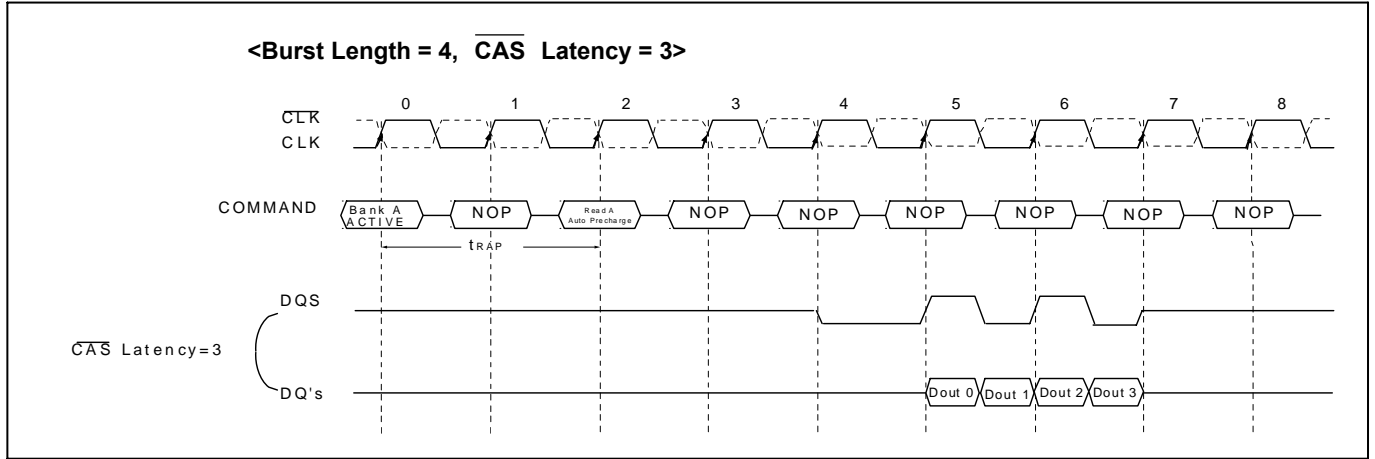 <Burst Length = 4, CAS Latency = 3>
0 1 2 3 4 5 6 7 8
CLK
CLK
COMMAND
Bank A
ACTIVE
NOP
Read A
Auto Precharge
NOP
NOP
NOP
NOP
NOP
NOP
tRAP
DQS
CAS Latency=3
DQ's
Dout 0 Dout 1 Dout 2 Dout 3